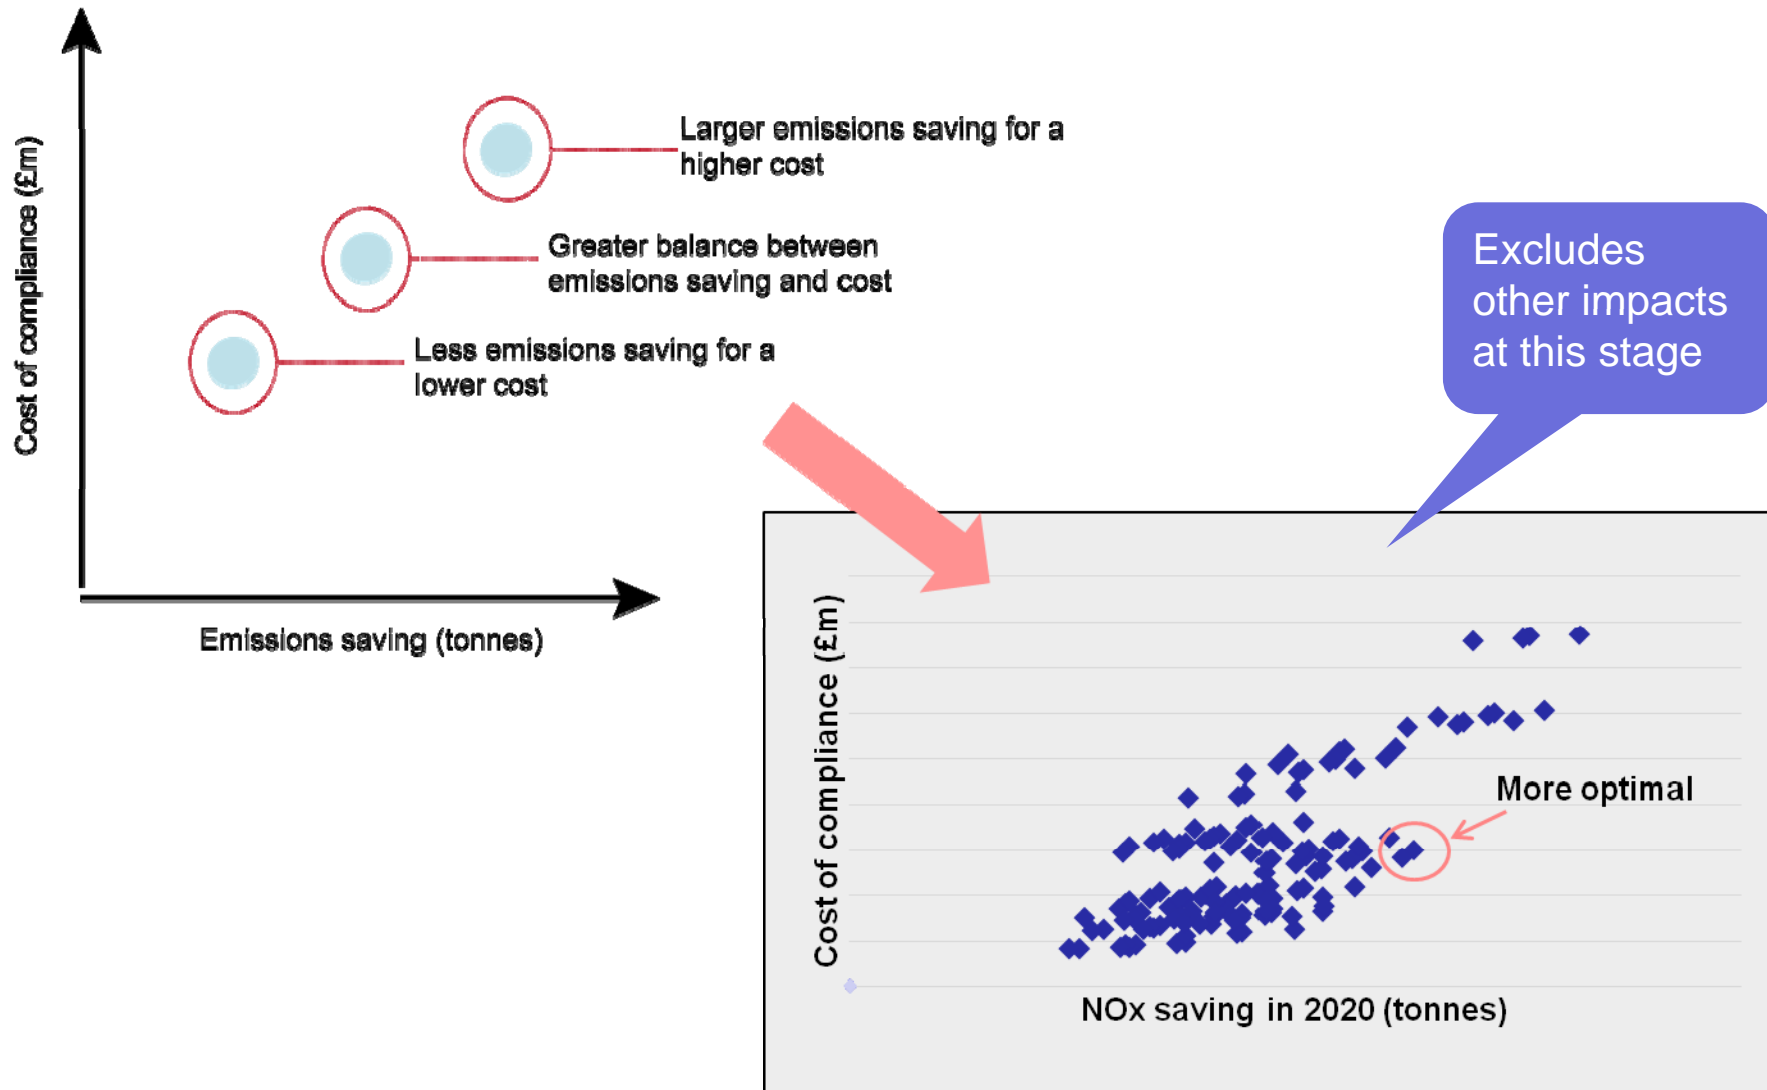 Cost of compliance (£m)
Larger emissions saving for a
higher cost
Greater balance between
emissions saving and cost
Less emissions saving for a
lower cost
Emissions saving (tonnes)
Excludes
other impacts
at this stage
Cost of compliance (£m)
More optimal
NOx saving in 2020 (tonnes)